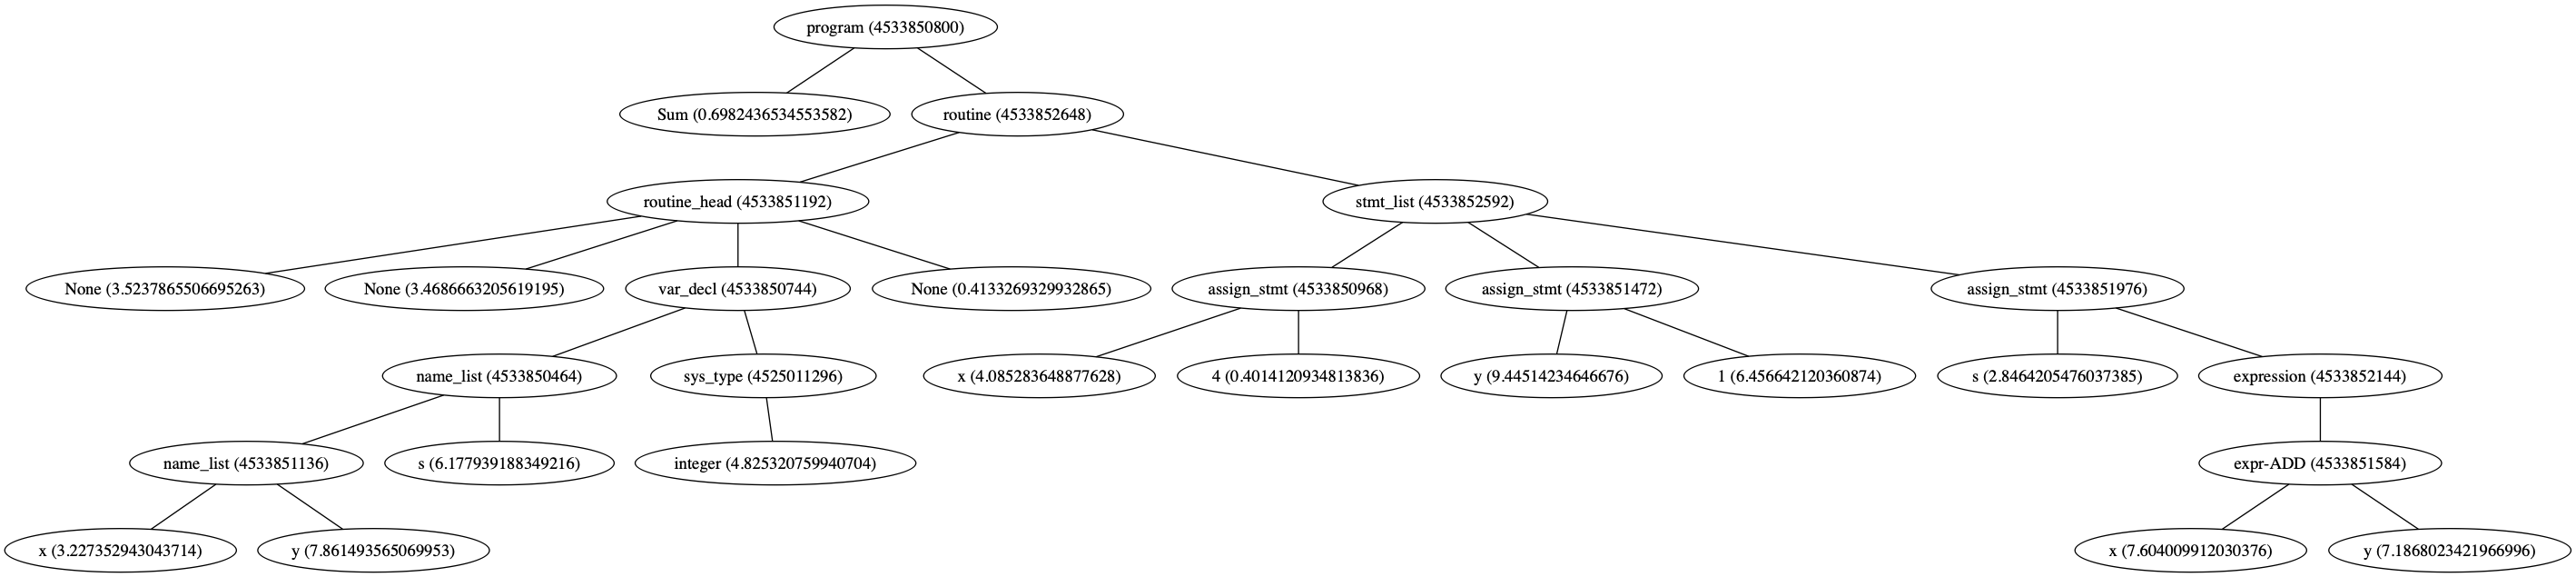 program (4533850800)
Sum (0.6982436534553582)
routine (4533852648)
routine_head (4533851192)
stmt_list (4533852592)
None (3.5237865506695263)
None (3.4686663205619195)
var_decl (4533850744)
None (0.4133269329932865)
assign_stmt (4533850968)
assign_stmt (4533851472)
assign_stmt (4533851976)
name_list (4533850464)
sys_type (4525011296)
x (4.085283648877628)
4 (0.4014120934813836)
y (9.44514234646676)
1 (6.456642120360874)
s (2.8464205476037385)
expression (4533852144)
name_list (4533851136)
s (6.177939188349216)
integer (4.825320759940704)
expr-ADD (4533851584)
x (3.227352943043714)
y (7.861493565069953)
x (7.604009912030376)
y (7.1868023421966996)